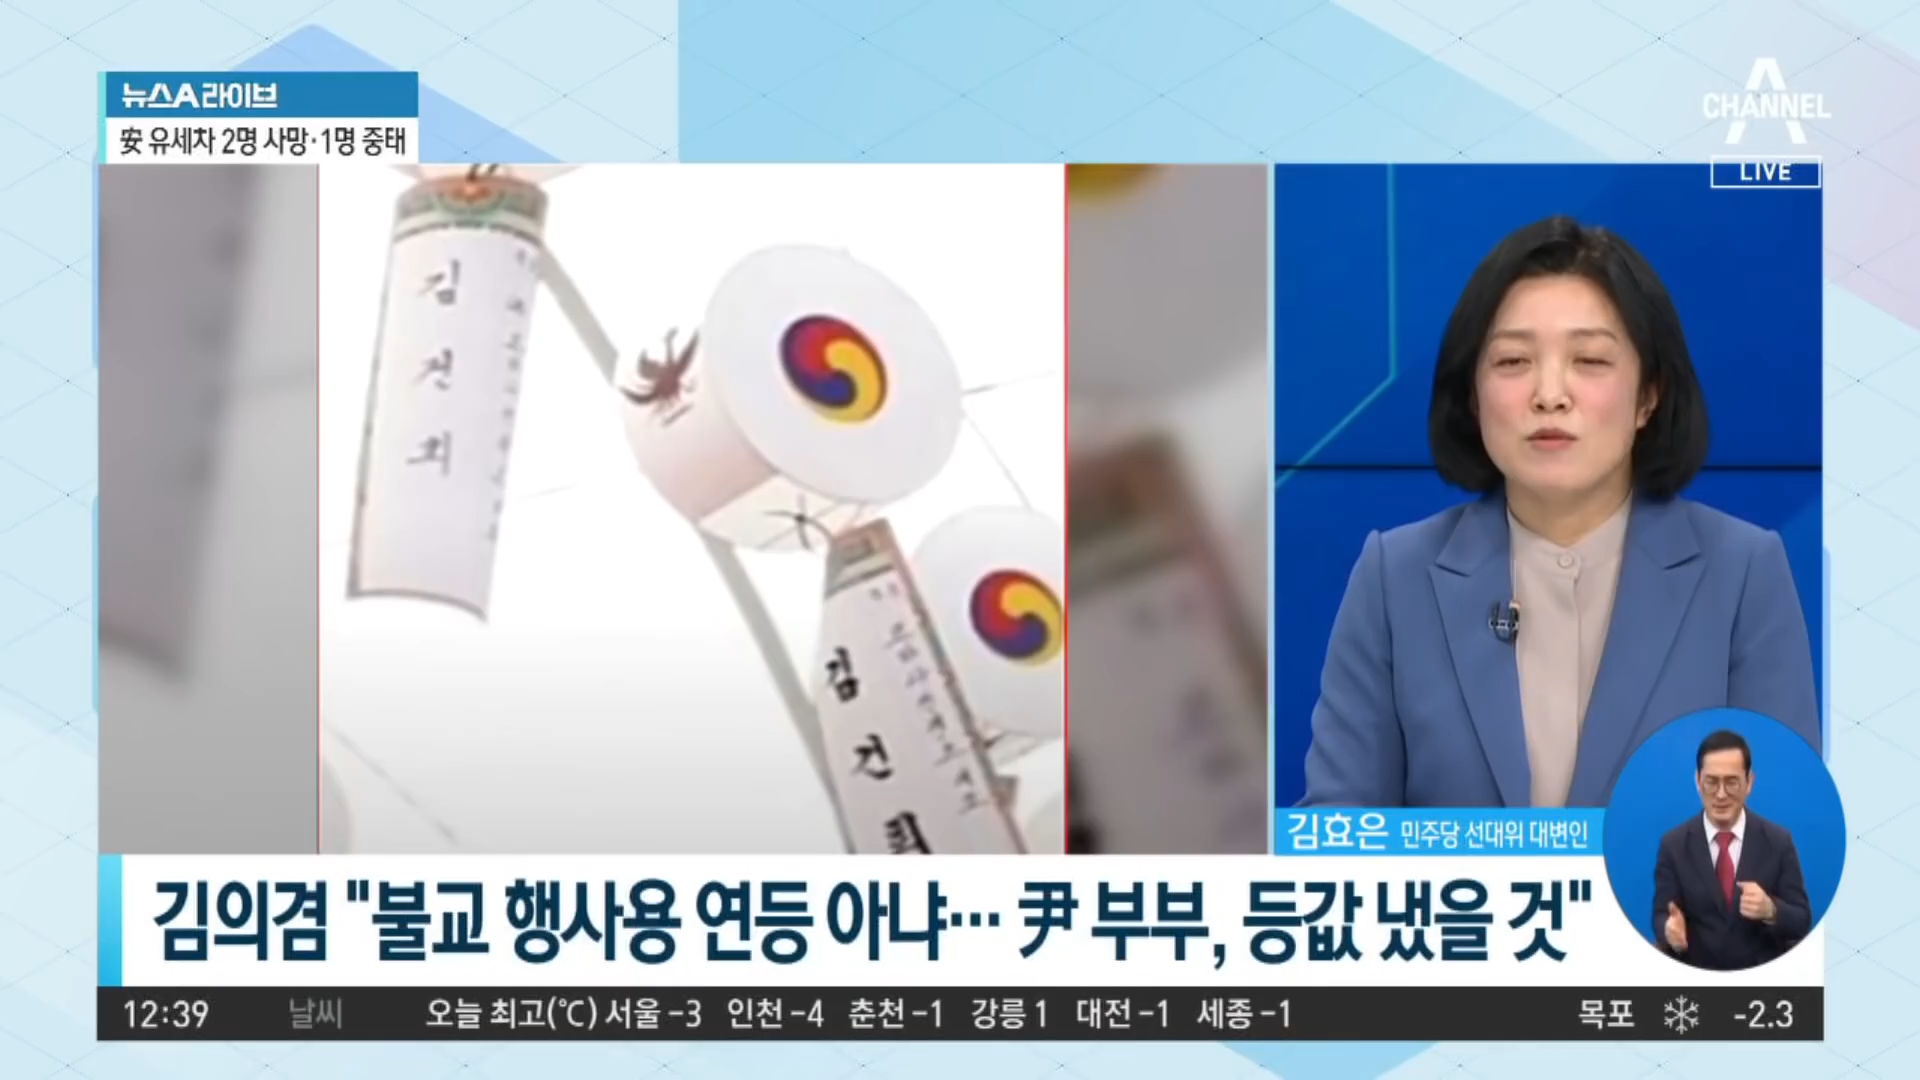 뉴스A 라이브
安 유세차 2명 사망·1명 중태
CHANNEL A
LIVE
김건희
김건희
김효은 민주당 선대위 대변인
김의겸 "불교 행사용 연등 아냐… 尹 부부, 등값 냈을 것"
12:39 날씨 오늘 최고(℃) 서울 -3 인천 -4 춘천 -1 강릉 1 대전 -1 세종 -1 목포 -2.3